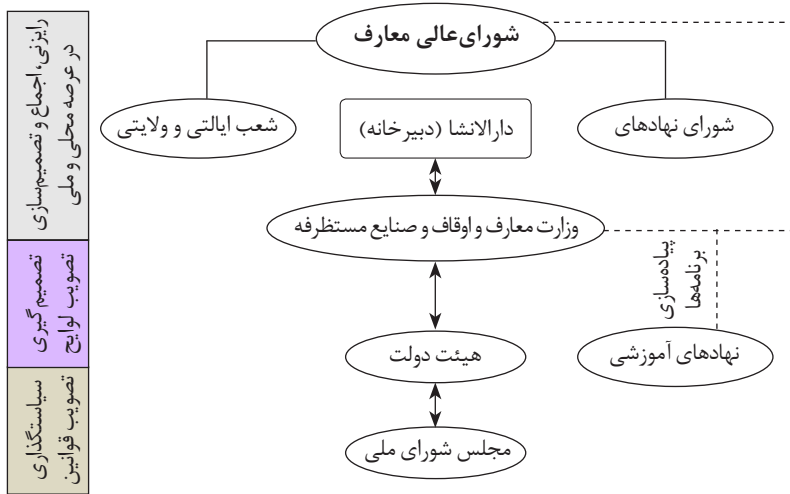 شورای‌عالی معارف
شورای نهادهای
دارالانشا (دبیرخانه)
شعب ایالتی و ولایتی
وزارت معارف و اوقاف و صنایع مستظرفه
پیاده‌سازی
برنامه‌ها
نهادهای آموزشی
هیئت دولت
مجلس شورای ملی
رایزنی، اجماع و تصمیم‌سازی
در عرصه محلی و ملی
تصمیم گیری
تصویب لوایح
سیاستگذاری
تصویب قوانین